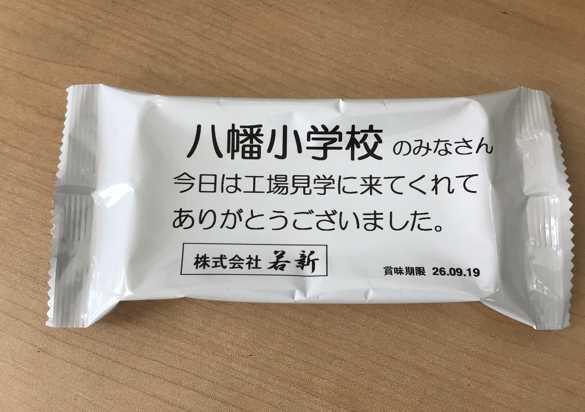 八幡小学校 のみなさん
今日は工場見学に来てくれて
ありがとうございました。
株式会社 若新
賞味期限 26.09.19